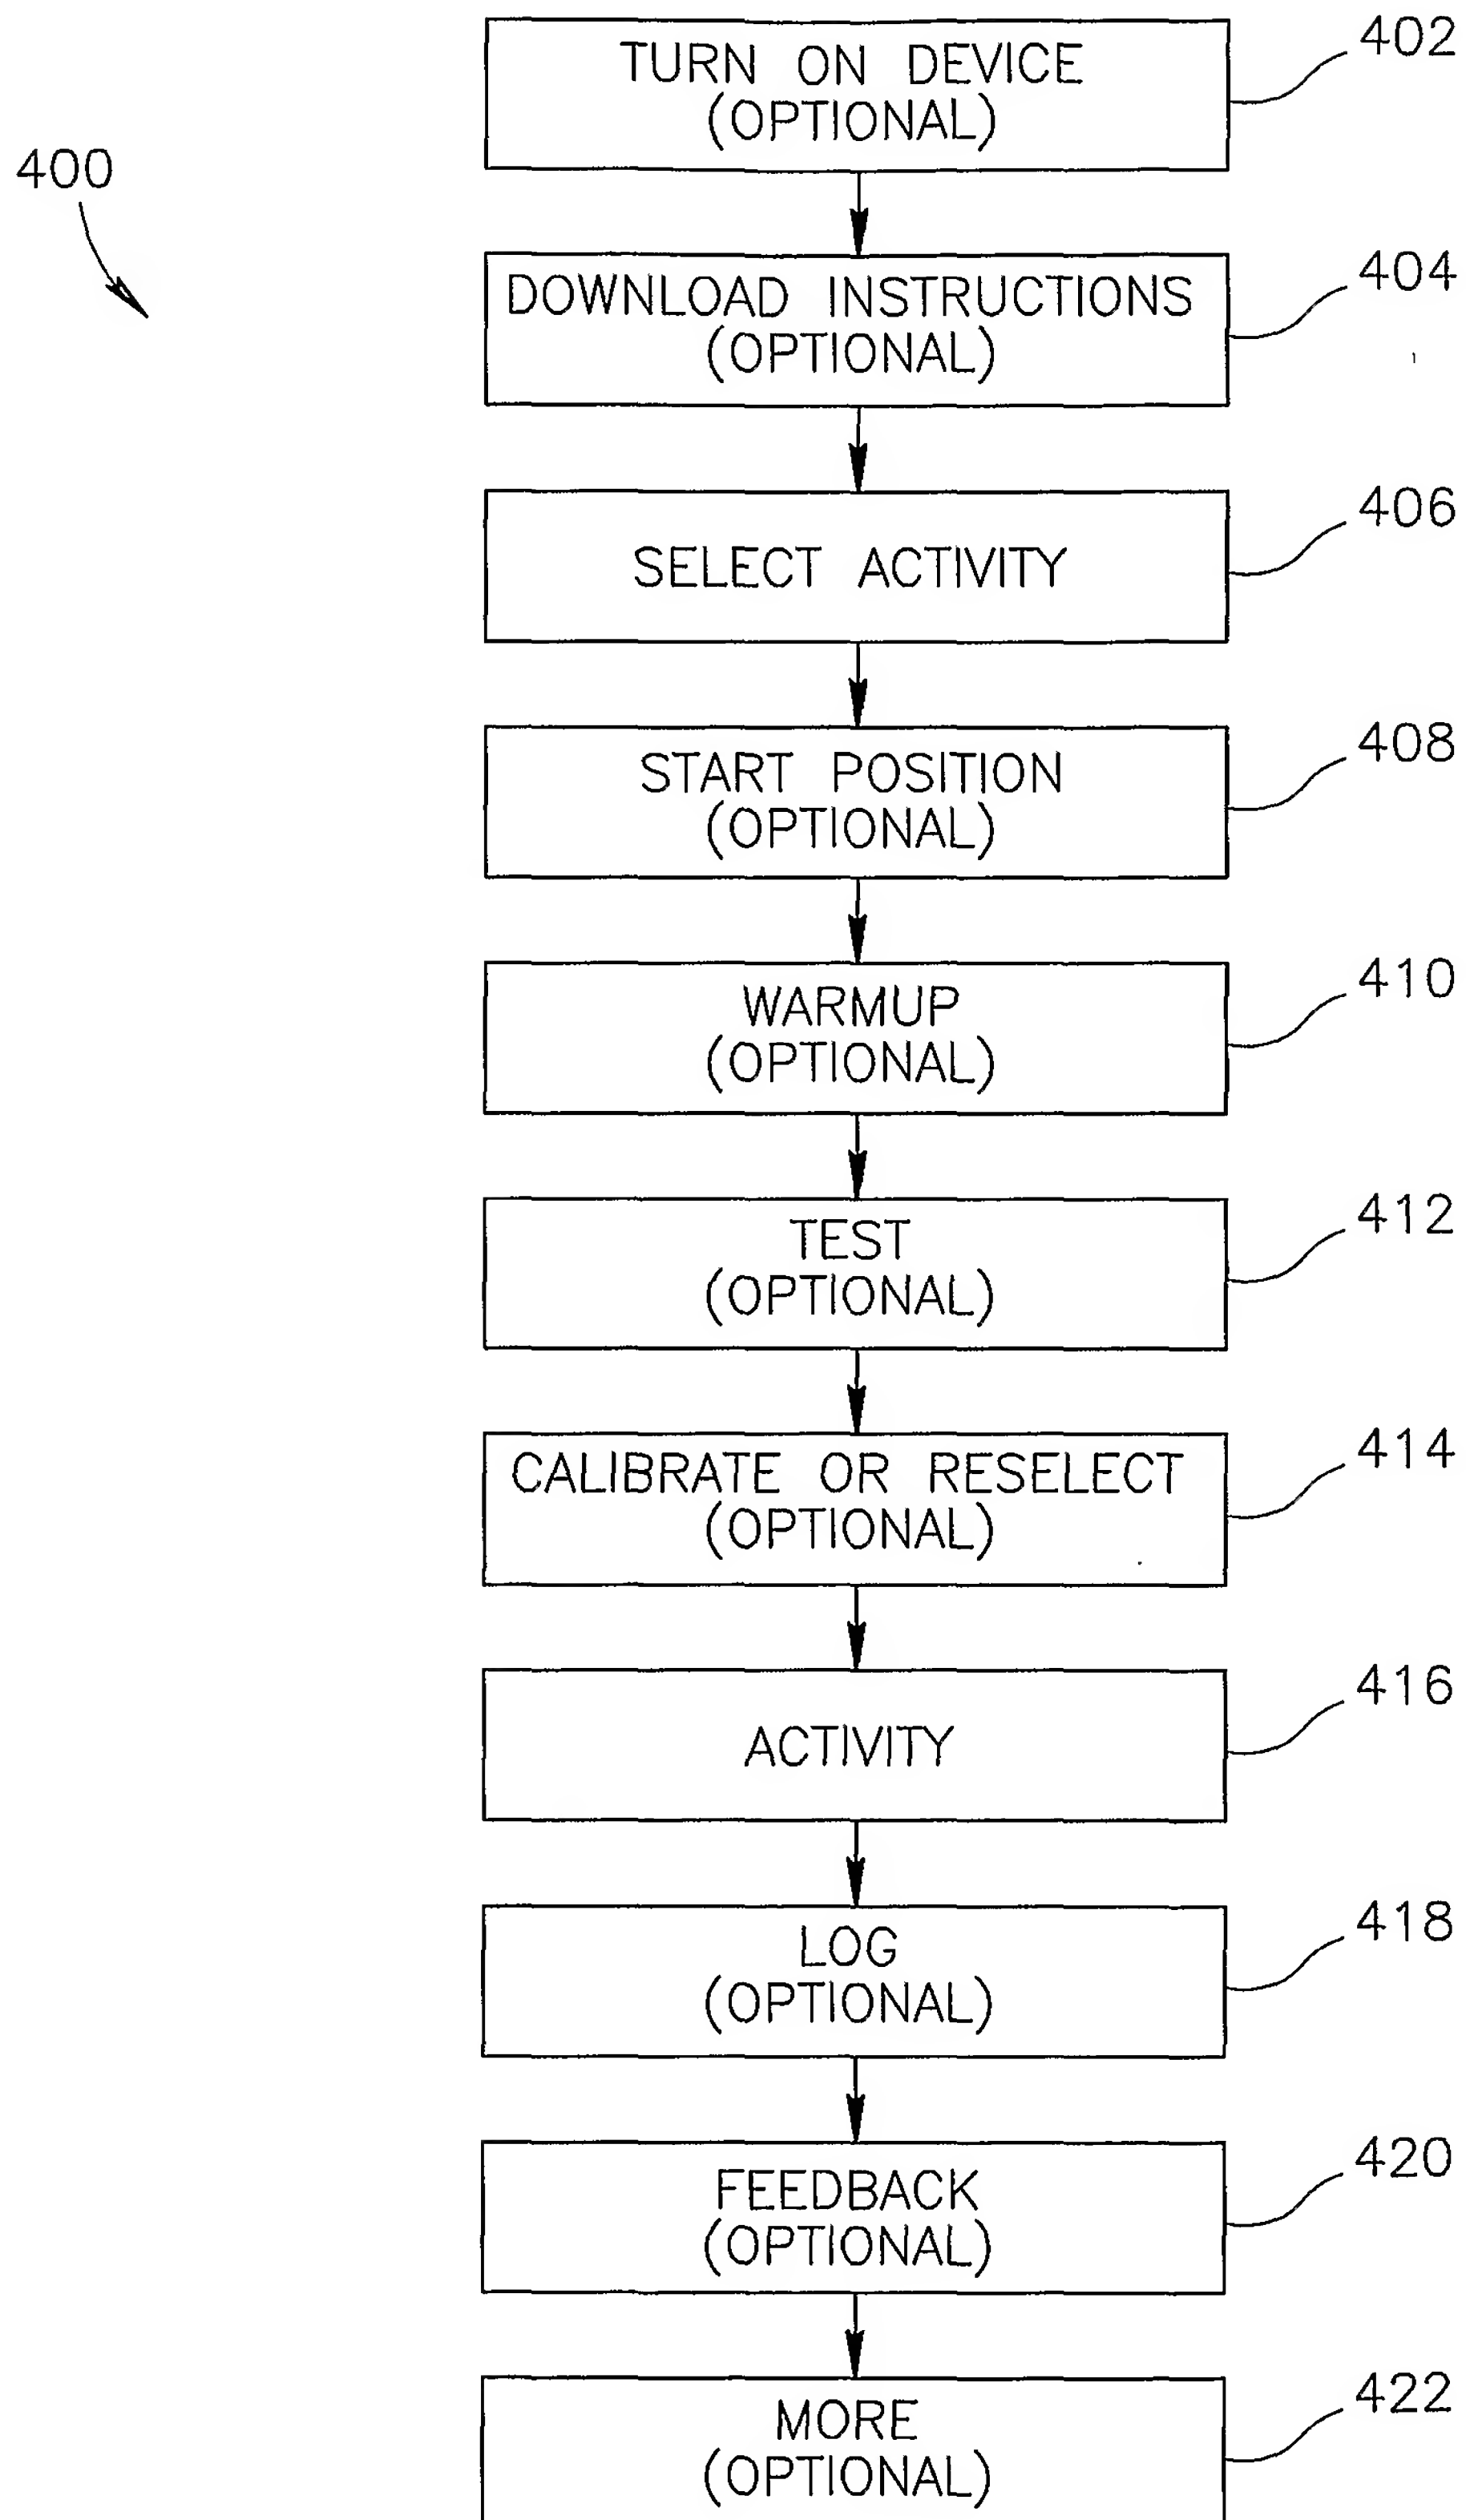 TURN ON DEVICE
(OPTIONAL)
402
400
DOWNLOAD INSTRUCTIONS
(OPTIONAL)
404
SELECT ACTIVITY
406
START POSITION
(OPTIONAL)
408
WARMUP
(OPTIONAL)
410
TEST
(OPTIONAL)
412
CALIBRATE OR RESELECT
(OPTIONAL)
414
ACTIVITY
416
LOG
(OPTIONAL)
418
FEEDBACK
(OPTIONAL)
420
MORE
(OPTIONAL)
422